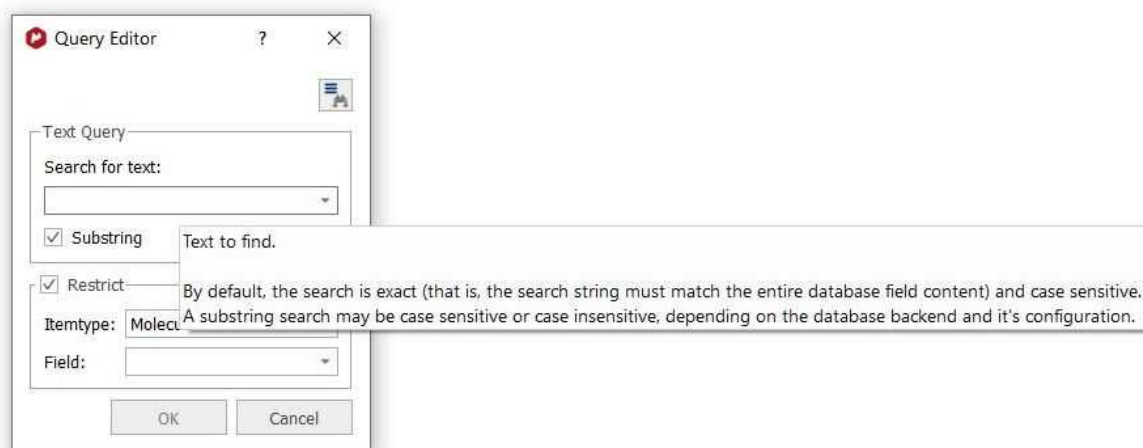 Query Editor ?
Text Query
Search for text:
Substring
Text to find.
By default, the search is exact (that is, the search string must match the entire database field content) and case sensitive.
A substring search may be case sensitive or case insensitive, depending on the database backend and it's configuration.
Restrict
Itemtype:
Field:
OK Cancel